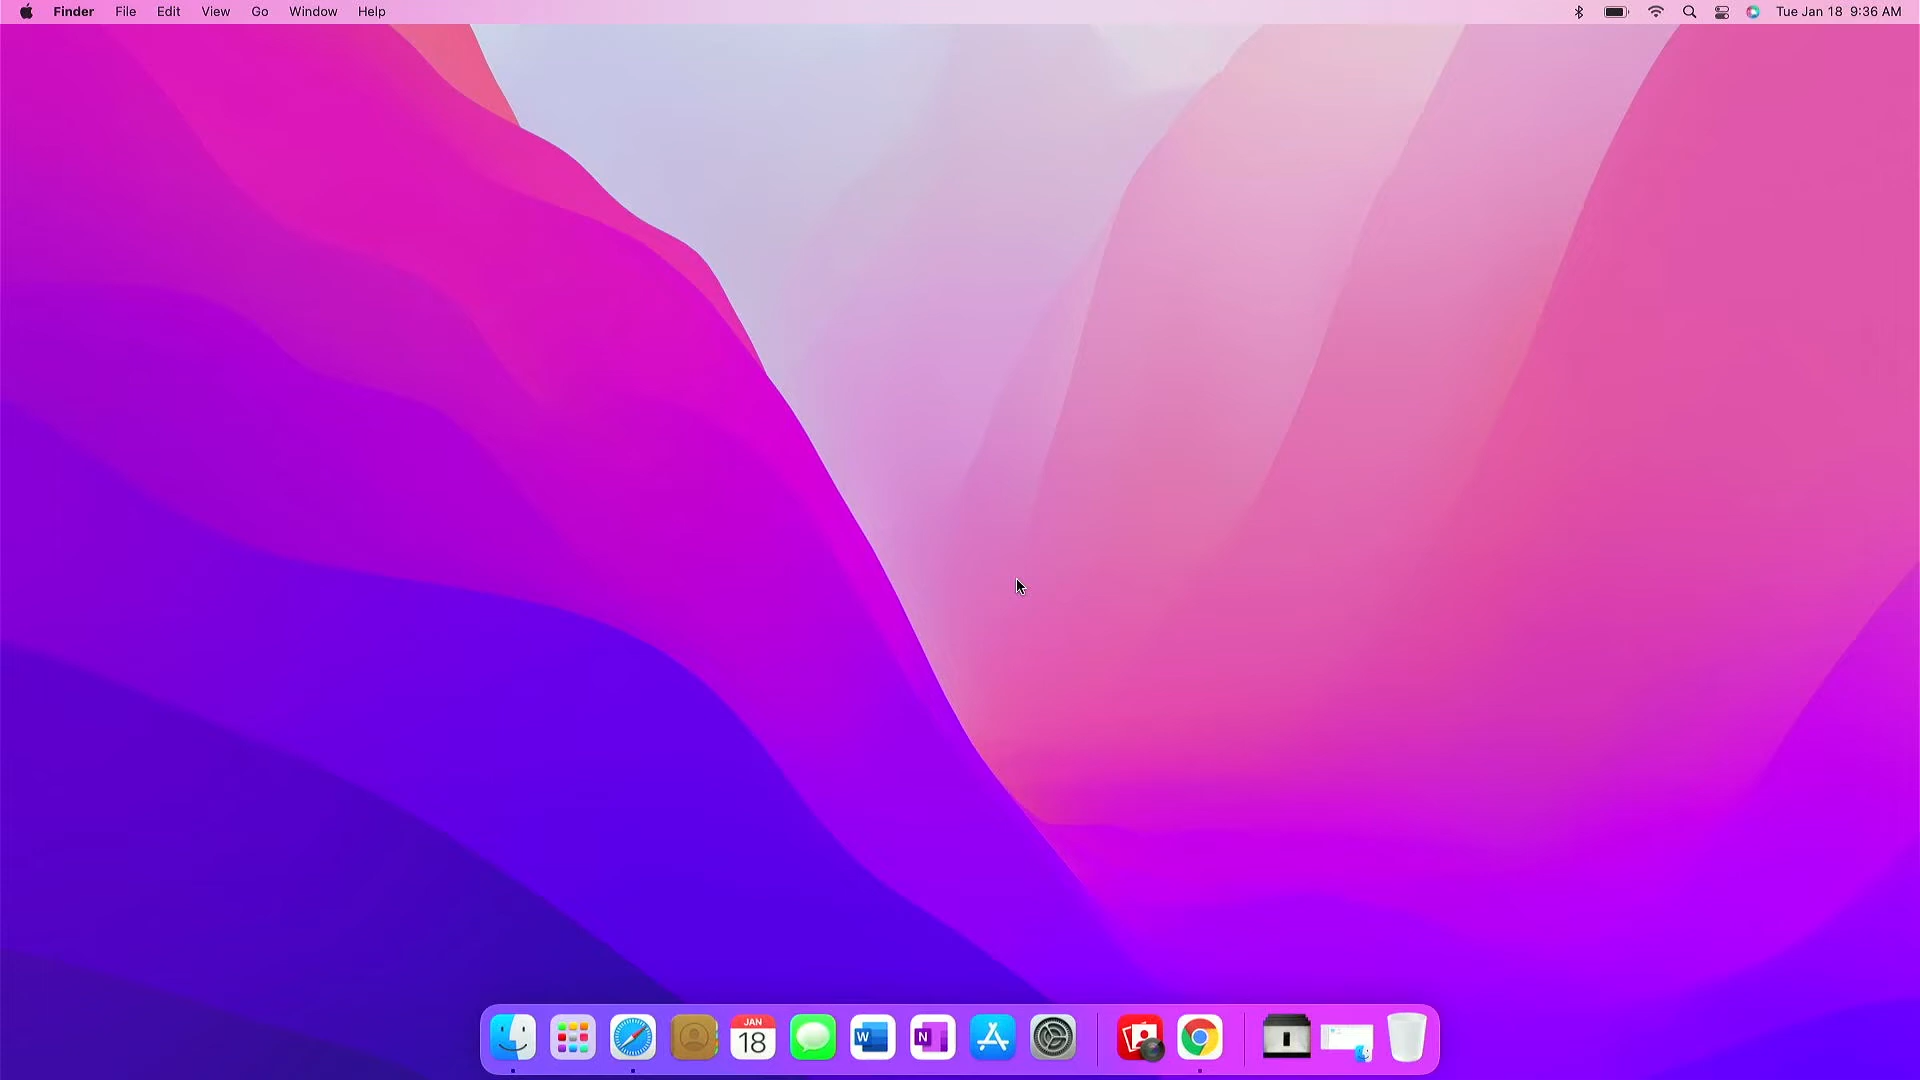 Finder File Edit View Go Window Help Tue Jan 18 9:36 AM
JAN
18
W
N